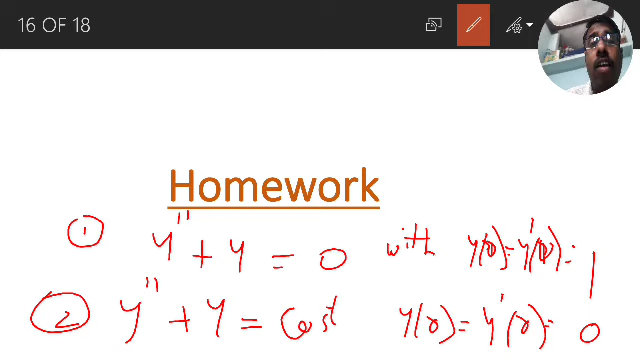 16 OF 18
Homework
① y'' + y = 0 with y(0) = y'(0) = 1
② y'' + y = Cost y(0) = y'(0) = 0